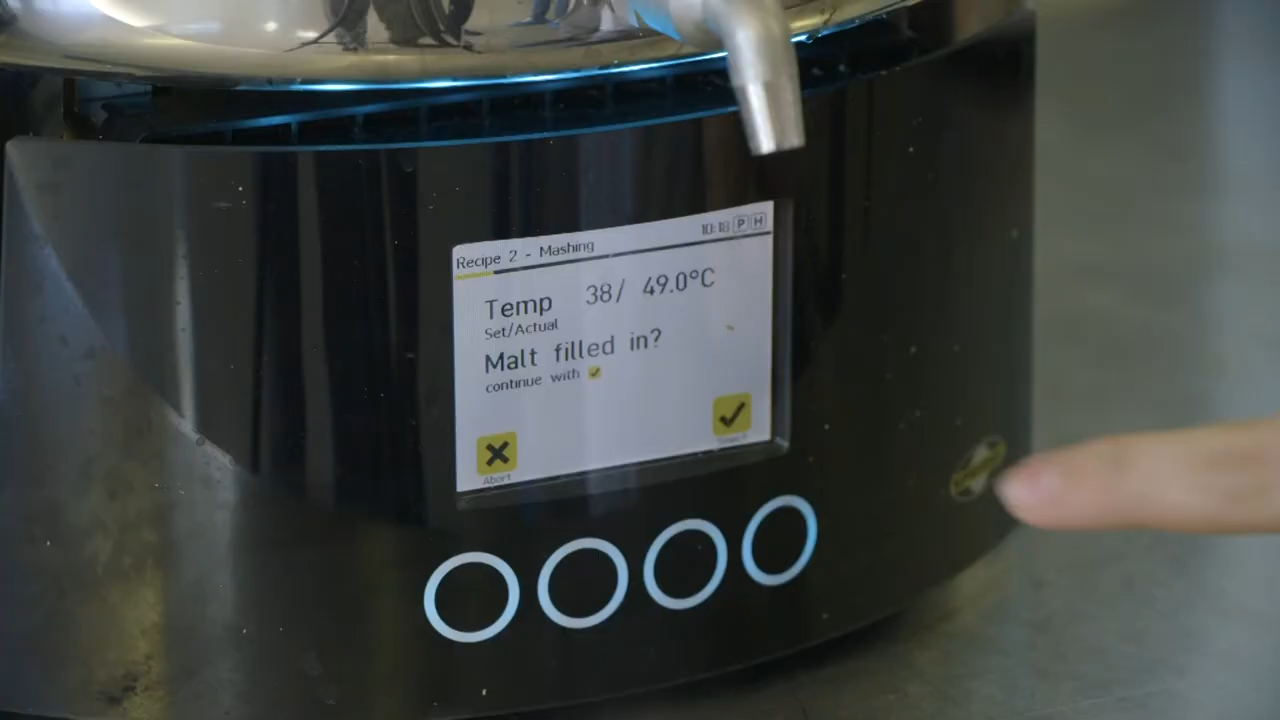 Recipe 2 - Mashing
10:18 P H
Temp 38/ 49.0°C
Set/Actual
Malt filled in?
continue with
Abort